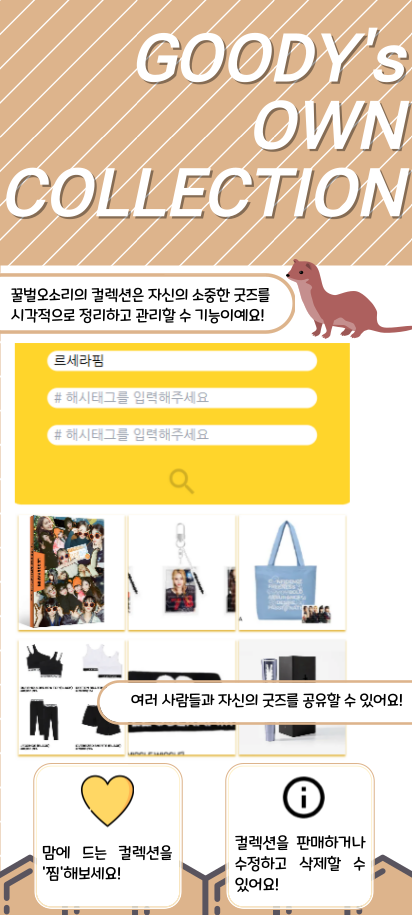 GOODY's
OWN
COLLECTION
꿀벌오소리의 컬렉션은 자신의 소중한 굿즈를
시각적으로 정리하고 관리할 수 기능이예요!
르세라핌
# 해시태그를 입력해주세요
# 해시태그를 입력해주세요
여러 사람들과 자신의 굿즈를 공유할 수 있어요!
맘에 드는 컬렉션을
'찜'해보세요!
컬렉션을 판매하거나
수정하고 삭제할 수
있어요!